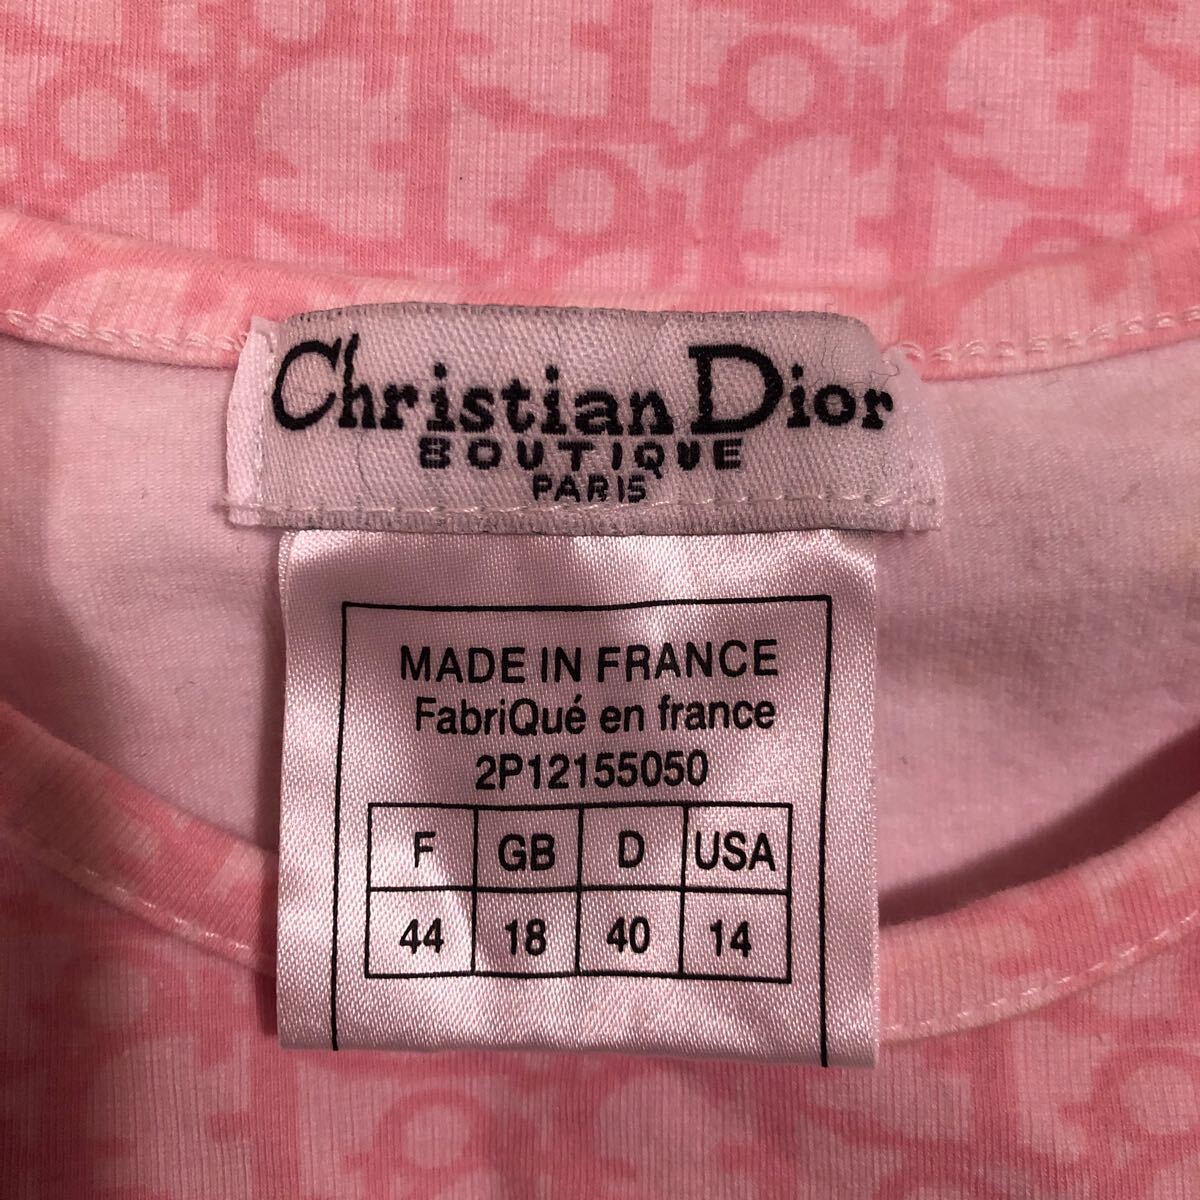 Christian Dior
BOUTIQUE
PARIS
MADE IN FRANCE
FabriQué en france
2P12155050
F GB D USA
44 18 40 14